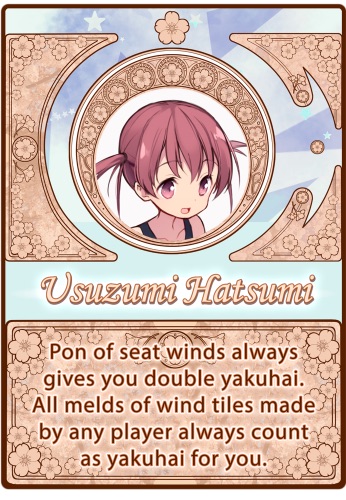 Usuzumi Hatsumi
Pon of seat winds always
gives you double yakuhai.
All melds of wind tiles made
by any player always count
as yakuhai for you.